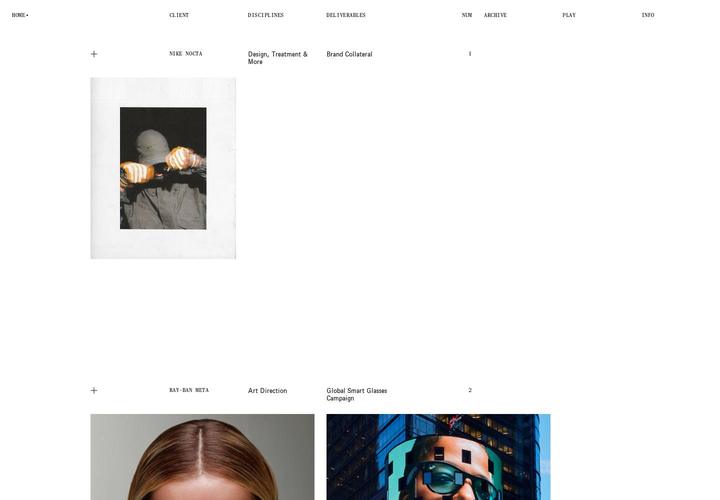 HOME•
CLIENT
DISCIPLINES
DELIVERABLES
NUM
ARCHIVE
PLAY
INFO
NIKE NOCTA
Design, Treatment &
More
Brand Collateral
1
RAY-BAN META
Art Direction
Global Smart Glasses
Campaign
2